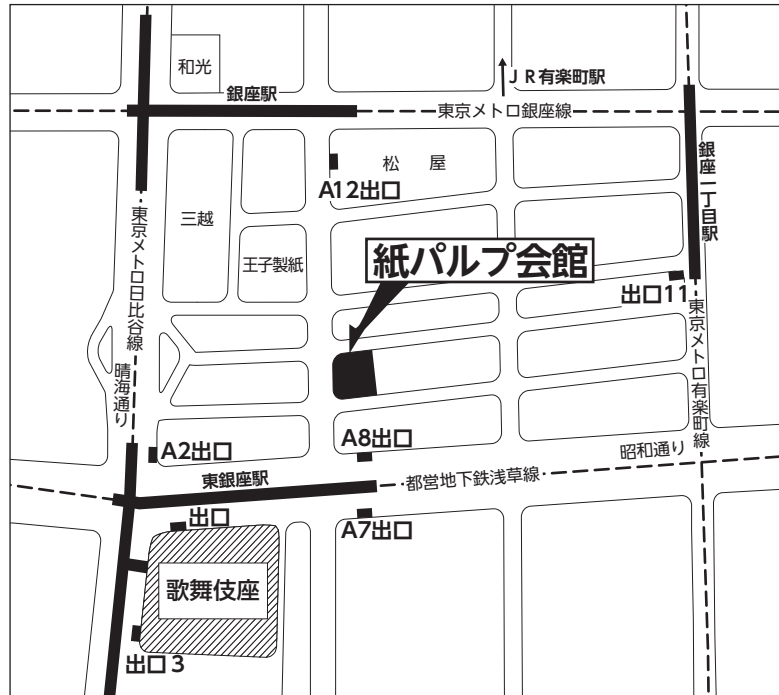 和光
銀座駅
JR有楽町駅
東京メトロ銀座線
松　屋
A12出口
銀座一丁目駅
三越
東京メトロ日比谷線
王子製紙
紙パルプ会館
出口11
東京メトロ有楽町線
晴海通り
A2出口
A8出口
昭和通り
東銀座駅
都営地下鉄浅草線
出口
A7出口
歌舞伎座
出口3